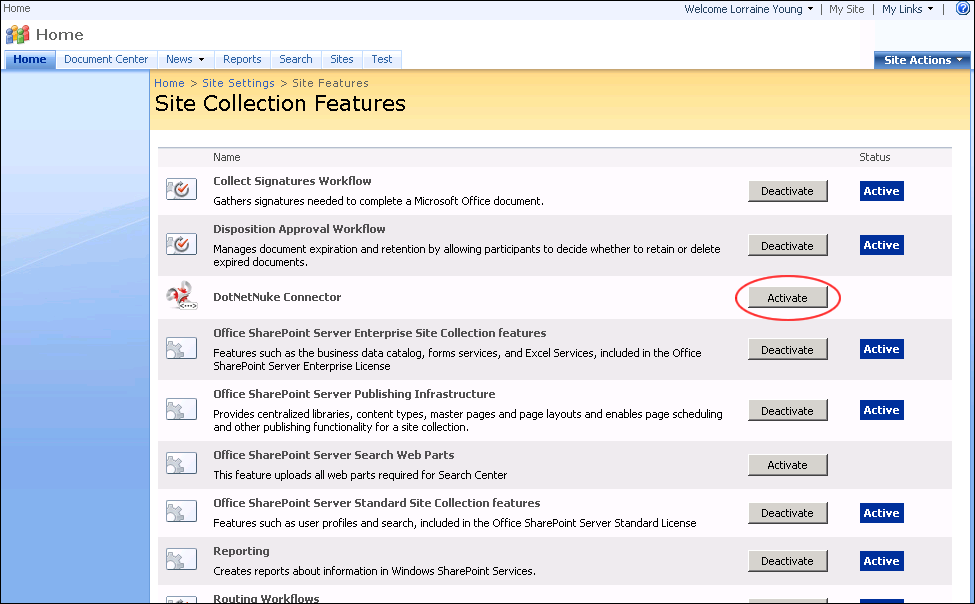 Home
Welcome Lorraine Young | My Site | My Links |
Home
Home Document Center News Reports Search Sites Test Site Actions
Home > Site Settings > Site Features
Site Collection Features
Name Status
Collect Signatures Workflow
Gathers signatures needed to complete a Microsoft Office document.
Deactivate Active
Disposition Approval Workflow
Manages document expiration and retention by allowing participants to decide whether to retain or delete
expired documents.
Deactivate Active
DotNetNuke Connector
Activate
Office SharePoint Server Enterprise Site Collection features
Features such as the business data catalog, forms services, and Excel Services, included in the Office
SharePoint Server Enterprise License
Deactivate Active
Office SharePoint Server Publishing Infrastructure
Provides centralized libraries, content types, master pages and page layouts and enables page scheduling
and other publishing functionality for a site collection.
Deactivate Active
Office SharePoint Server Search Web Parts
This feature uploads all web parts required for Search Center
Activate
Office SharePoint Server Standard Site Collection features
Features such as user profiles and search, included in the Office SharePoint Server Standard License
Deactivate Active
Reporting
Creates reports about information in Windows SharePoint Services.
Deactivate Active
Routing Workflows